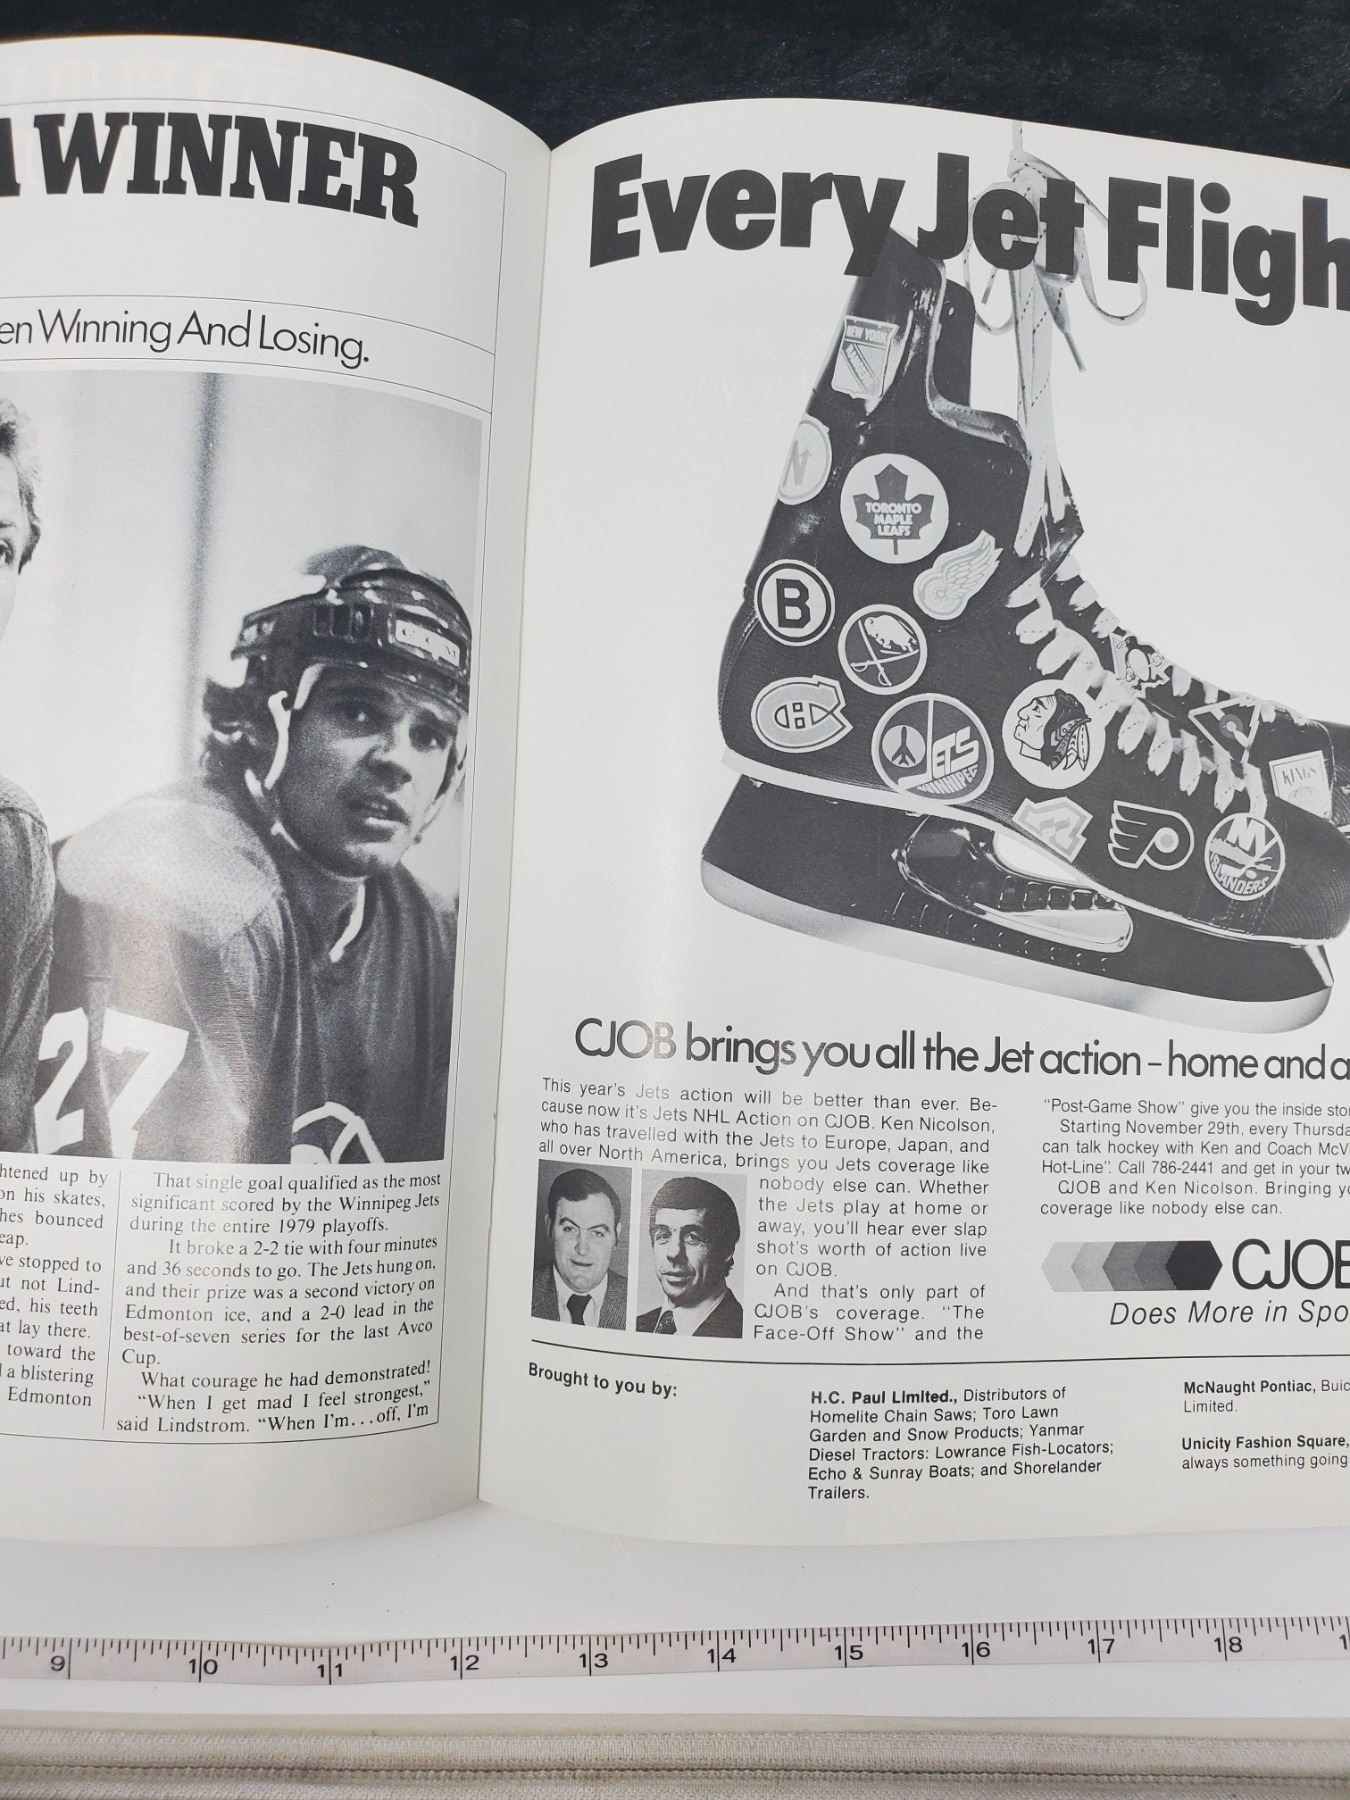 WINNER
en Winning And Losing.
27
htened up by
on his skates,
hes bounced
eap.
ve stopped to
ut not Lind-
ed, his teeth
at lay there.
toward the
l a blistering
Edmonton
That single goal qualified as the most
significant scored by the Winnipeg Jets
during the entire 1979 playoffs.
It broke a 2-2 tie with four minutes
and 36 seconds to go. The Jets hung on,
and their prize was a second victory on
Edmonton ice, and a 2-0 lead in the
best-of-seven series for the last Avco
Cup.
What courage he had demonstrated!
"When I get mad I feel strongest,"
said Lindstrom. "When I'm...off, I'm
Every Jet Fligh
NEW YORK
RANGERS
TORONTO
MAPLE
LEAFS
B
JETS
WINNIPEG
KINGS
ISLANDERS
CJOB brings you all the Jet action – home and a
This year's Jets action will be better than ever. Be-
cause now it's Jets NHL Action on CJOB. Ken Nicolson,
who has travelled with the Jets to Europe, Japan, and
all over North America, brings you Jets coverage like
nobody else can. Whether
the Jets play at home or
away, you'll hear ever slap
shot's worth of action live
on CJOB.
And that's only part of
CJOB's coverage. "The
Face-Off Show" and the
"Post-Game Show" give you the inside sto
Starting November 29th, every Thursda
can talk hockey with Ken and Coach McV
Hot-Line". Call 786-2441 and get in your tw
CJOB and Ken Nicolson. Bringing yo
coverage like nobody else can.
CJOB
Does More in Spo
Brought to you by:
H.C. Paul Limited., Distributors of
Homelite Chain Saws; Toro Lawn
Garden and Snow Products; Yanmar
Diesel Tractors: Lowrance Fish-Locators;
Echo & Sunray Boats; and Shorelander
Trailers.
McNaught Pontiac, Buic
Limited.
Unicity Fashion Square,
always something going
9 10 11 12 13 14 15 16 17 18